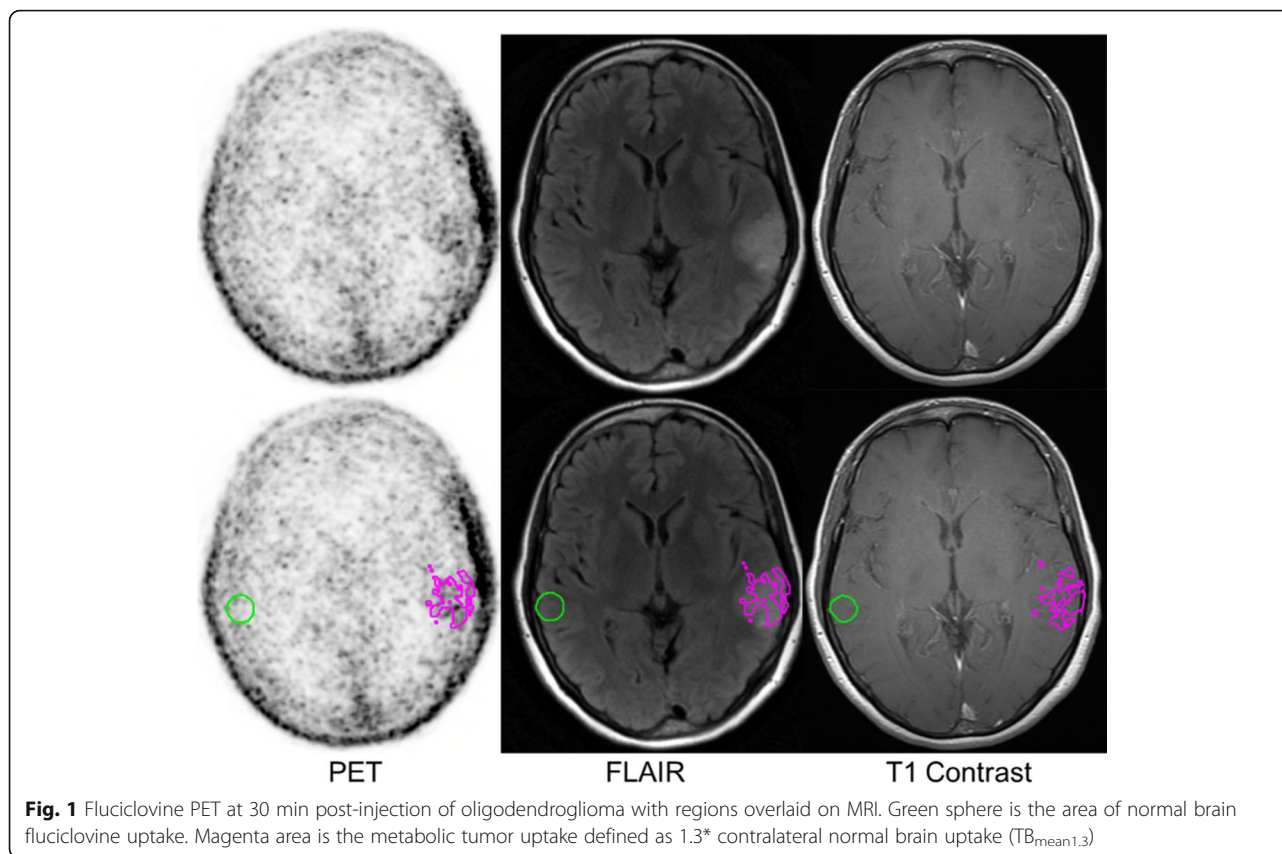 PET FLAIR T1 Contrast
Fig. 1 Fluciclovine PET at 30 min post-injection of oligodendroglioma with regions overlaid on MRI. Green sphere is the area of normal brain
fluciclovine uptake. Magenta area is the metabolic tumor uptake defined as 1.3* contralateral normal brain uptake (TBmean1.3)